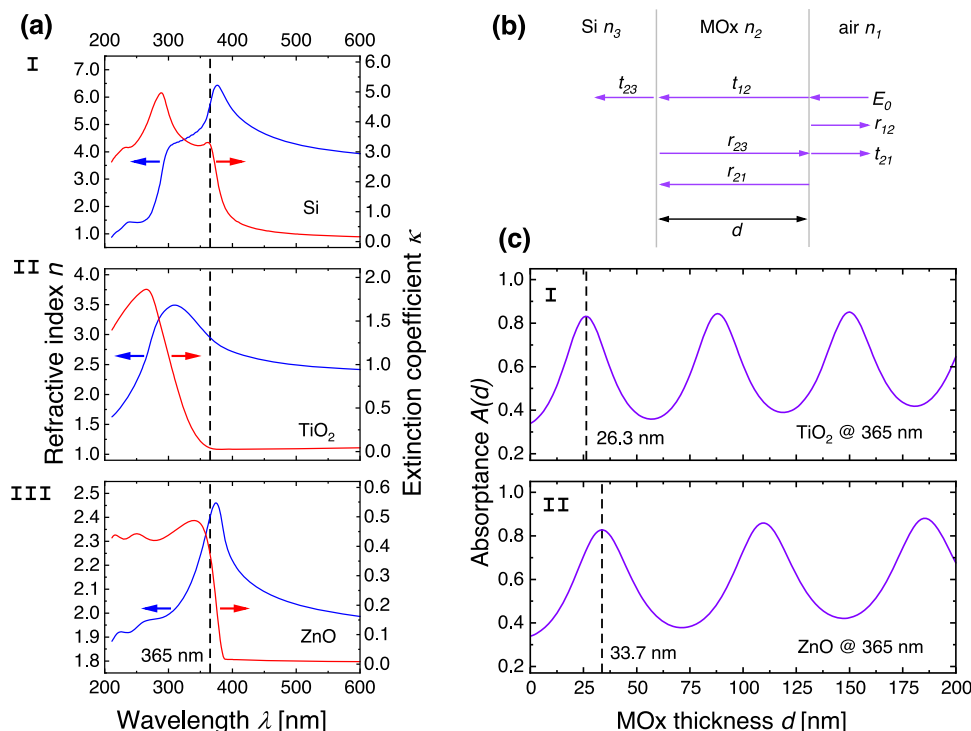 (a)
200 300 400 500 600
I
7.0
6.0
5.0
4.0
3.0
2.0
1.0
6.0
5.0
4.0
3.0
2.0
1.0
0.0
Si
II
4.0
3.5
3.0
2.5
2.0
1.5
1.0
2.0
1.5
1.0
0.5
0.0
TiO2
III
2.5
2.4
2.3
2.2
2.1
2.0
1.9
1.8
0.6
0.5
0.4
0.3
0.2
0.1
0.0
365 nm
ZnO
200 300 400 500 600
Refractive index n
Extinction copefficient κ
Wavelength λ [nm]
(b)
Si n3 MOx n2 air n1
t23 t12 E0
r12
r23 t21
r21
d
(c)
1.0
0.8
0.6
0.4
0.2
I
26.3 nm
TiO2 @ 365 nm
1.0
0.8
0.6
0.4
0.2
II
33.7 nm
ZnO @ 365 nm
0 25 50 75 100 125 150 175 200
Absorptance A(d)
MOx thickness d [nm]